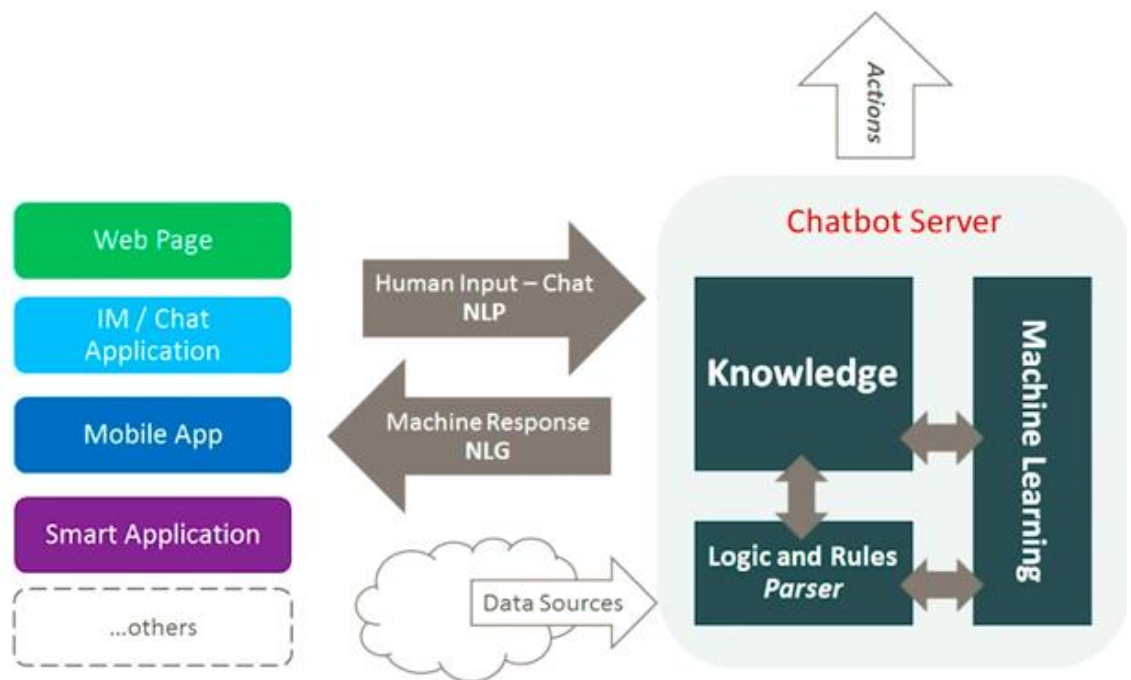 Actions
Chatbot Server
Web Page
IM / Chat
Application
Mobile App
Smart Application
...others
Human Input – Chat
NLP
Machine Response
NLG
Data Sources
Knowledge
Logic and Rules
Parser
Machine Learning